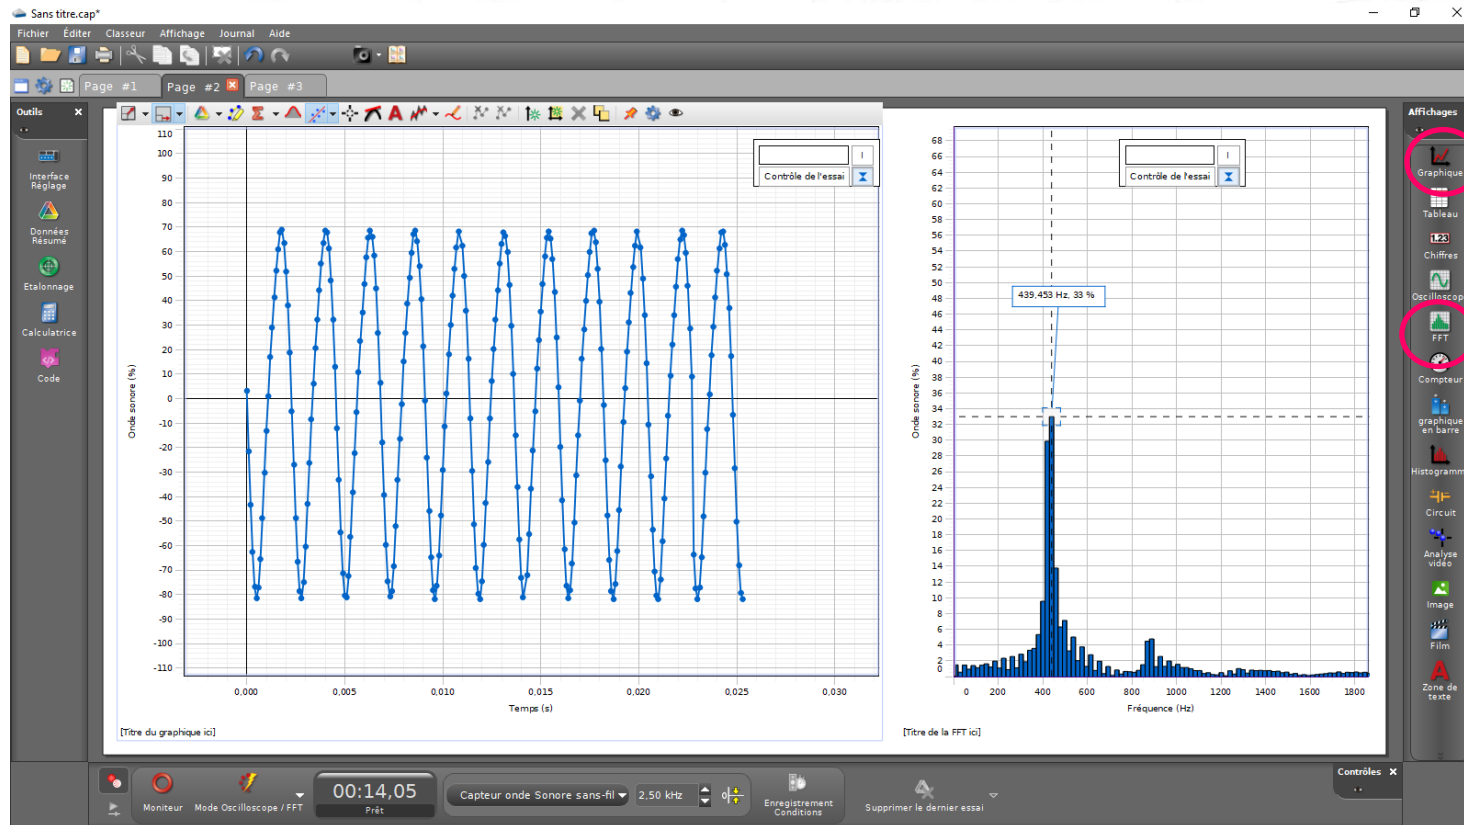 Sans titre.cap*
Fichier Éditer Classeur Affichage Journal Aide
Page #1 Page #2 Page #3
Outils
Interface
Réglage
Données
Résumé
Etalonnage
Calculatrice
Code
110
100
90
80
70
60
50
40
30
20
10
0
-10
-20
-30
-40
-50
-60
-70
-80
-90
-100
-110
Onde sonore (%)
Contrôle de l'essai
0,000 0,005 0,010 0,015 0,020 0,025 0,030
Temps (s)
[Titre du graphique ici]
68
66
64
62
60
58
56
54
52
50
48
46
44
42
40
38
36
34
32
30
28
26
24
22
20
18
16
14
12
10
8
6
4
2
0
Onde sonore (%)
Contrôle de l'essai
439,453 Hz, 33 %
0 200 400 600 800 1000 1200 1400 1600 1800
Fréquence (Hz)
[Titre de la FFT ici]
Affichages
Graphique
Tableau
1.23
Chiffres
Oscilloscop
FFT
Compteur
graphique
en barre
Histogramm
Circuit
Analyse
vidéo
Image
Film
A
Zone de
texte
Moniteur
Mode Oscilloscope / FFT
00:14,05
Prêt
Capteur onde Sonore sans-fil
2,50 kHz
Enregistrement
Conditions
Supprimer le dernier essai
Contrôles